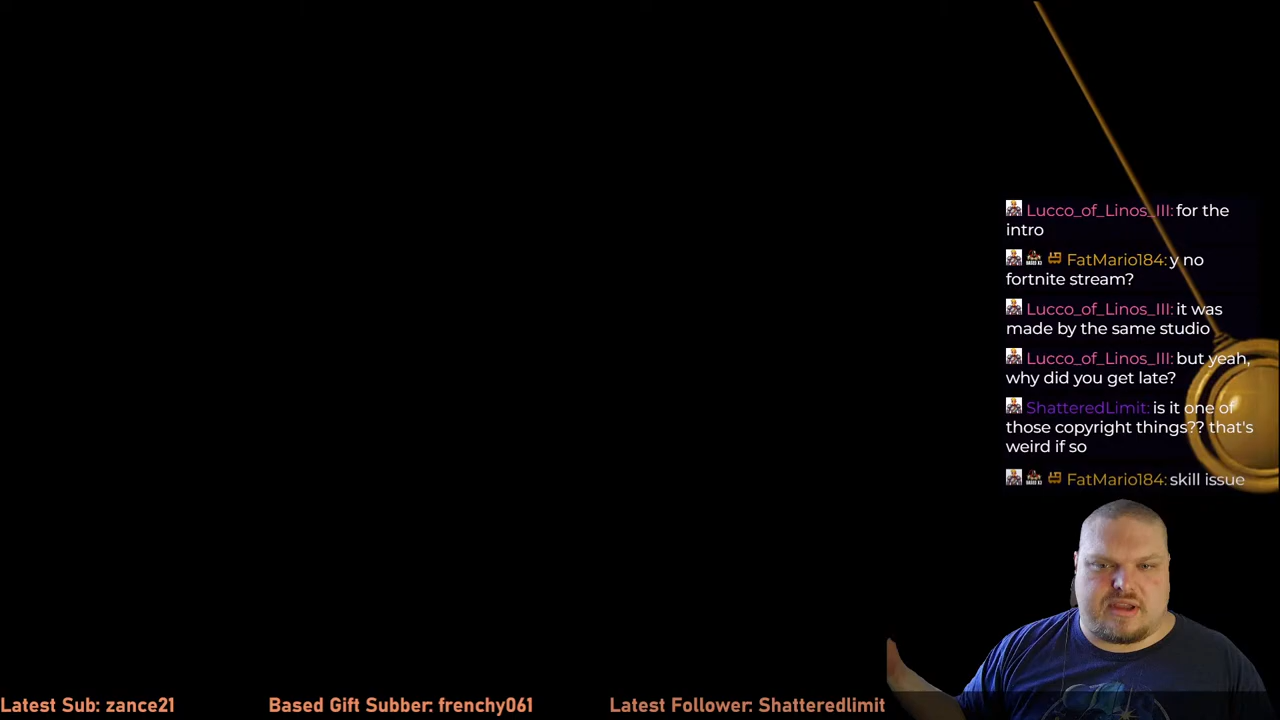 Lucco_of_Linos_III: for the
intro
FatMario184: y no
fortnite stream?
Lucco_of_Linos_III: it was
made by the same studio
Lucco_of_Linos_III: but yeah,
why did you get late?
ShatteredLimit: is it one of
those copyright things?? that's
weird if so
FatMario184: skill issue
Latest Sub: zance21
Based Gift Subber: frenchy061
Latest Follower: Shatteredlimit